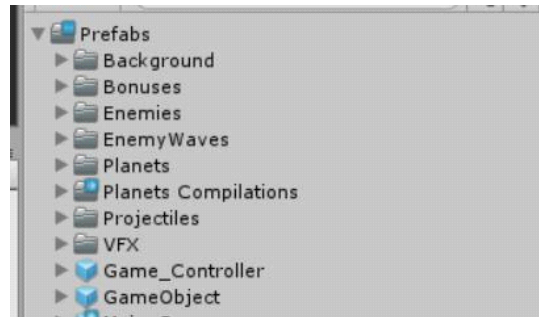 Prefabs
Background
Bonuses
Enemies
EnemyWaves
Planets
Planets Compilations
Projectiles
VFX
Game_Controller
GameObject